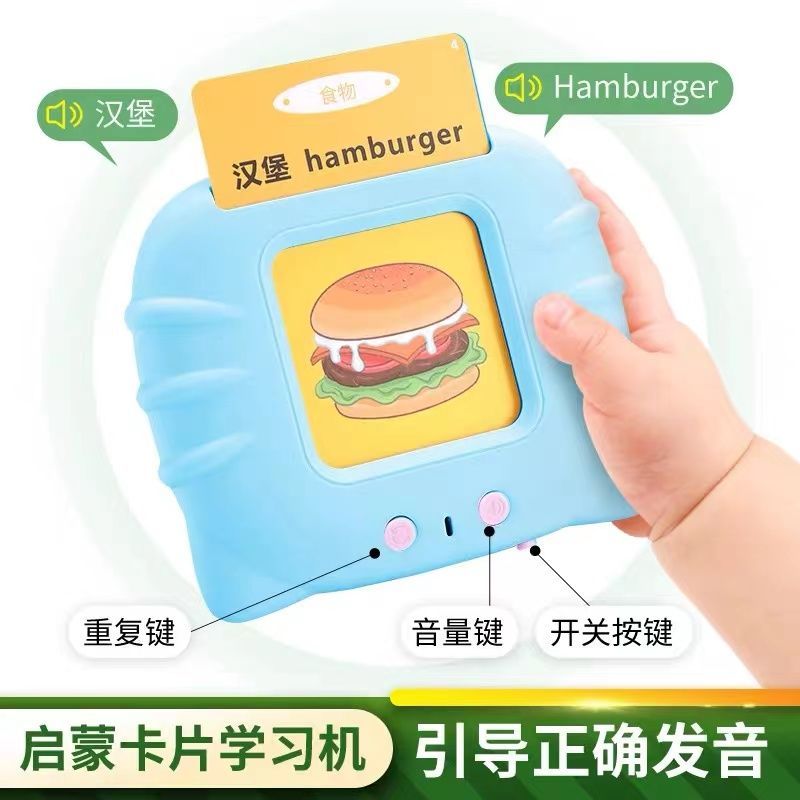 4
食物
汉堡 hamburger
汉堡
Hamburger
重复键
音量键
开关按键
启蒙卡片学习机
引导正确发音